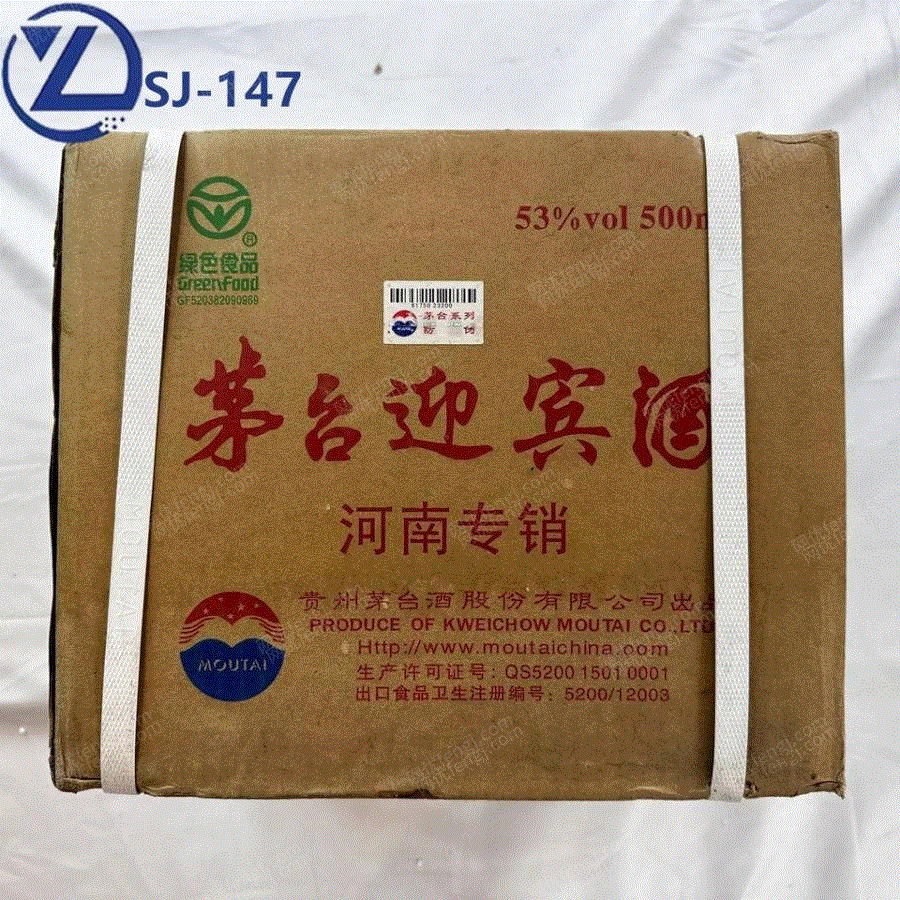 SJ-147
绿色食品
GreenFood
GF520382090869
53%vol 500m
茅台系列
防 伪
茅台迎宾酒
河南专销
MOUTAI
贵州茅台酒股份有限公司出品
PRODUCE OF KWEICHOW MOUTAI CO.,LTD
Http://www.moutaichina.com
生产许可证号：QS5200 1501 0001
出口食品卫生注册编号：5200/12003
MOUTAI
MOUTAI